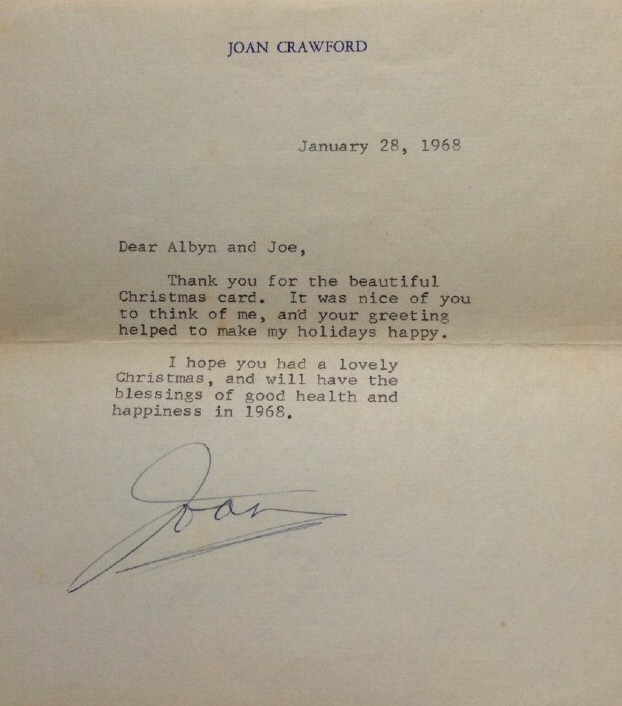 JOAN CRAWFORD
January 28, 1968
Dear Albyn and Joe,
Thank you for the beautiful
Christmas card. It was nice of you
to think of me, and your greeting
helped to make my holidays happy.
I hope you had a lovely
Christmas, and will have the
blessings of good health and
happiness in 1968.
Joan